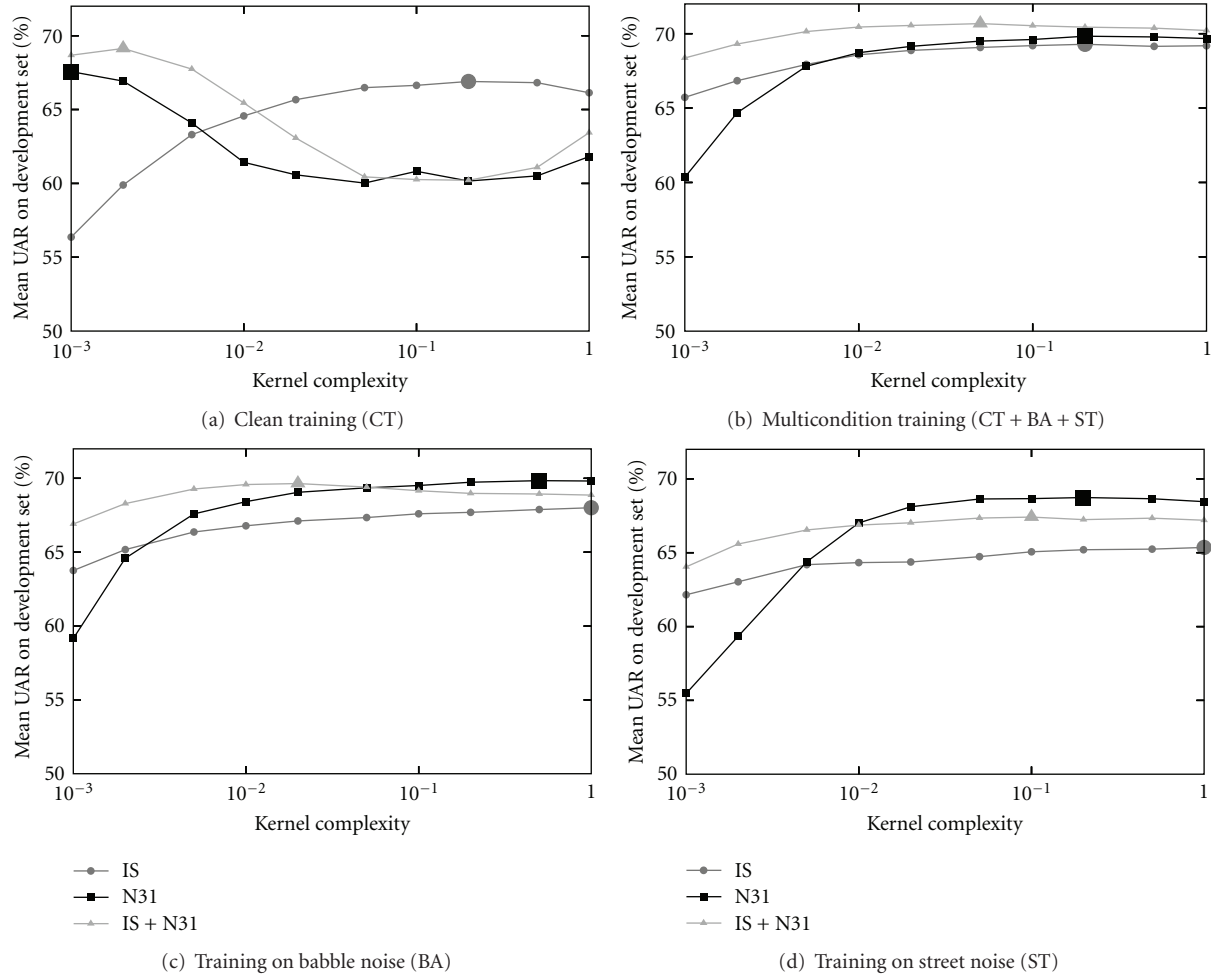 Mean UAR on development set (%)
70
65
60
55
50
10−3
10−2
10−1
1
Kernel complexity
(a) Clean training (CT)
Mean UAR on development set (%)
70
65
60
55
50
10−3
10−2
10−1
1
Kernel complexity
(b) Multicondition training (CT + BA + ST)
Mean UAR on development set (%)
70
65
60
55
50
10−3
10−2
10−1
1
Kernel complexity
IS
N31
IS + N31
(c) Training on babble noise (BA)
Mean UAR on development set (%)
70
65
60
55
50
10−3
10−2
10−1
1
Kernel complexity
IS
N31
IS + N31
(d) Training on street noise (ST)